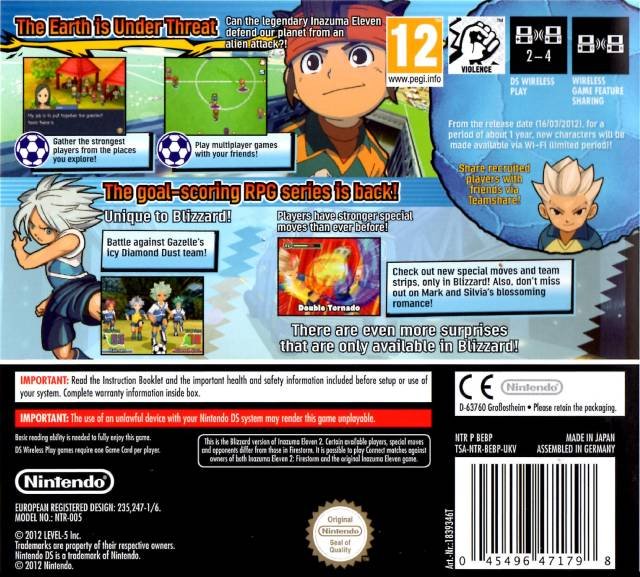 The Earth is Under Threat
Can the legendary Inazuma Eleven
defend our planet from an
alien attack?!
12
www.pegi.info
VIOLENCE
2-4
DS WIRELESS
PLAY
WIRELESS
GAME FEATURE
SHARING
Gather the strongest
players from the places
you explore!
Play multiplayer games
with your friends!
From the release date (16/03/2012), for a
period of about 1 year, new characters will be
made available via Wi-Fi (limited period)!
Share recruited
players with
friends via
Teamshare!
The goal-scoring RPG series is back!
Unique to Blizzard!
Battle against Gazelle's
icy Diamond Dust team!
Players have stronger special
moves than ever before!
Double Tornado
Check out new special moves and team
strips, only in Blizzard! Also, don't miss
out on Mark and Silvia's blossoming
romance!
There are even more surprises
that are only available in Blizzard!
IMPORTANT: Read the Instruction Booklet and the important health and safety information included before setup or use of
your system. Complete warranty information inside box.
IMPORTANT: The use of an unlawful device with your Nintendo DS system may render this game unplayable.
Basic reading ability is needed to fully enjoy this game.
DS Wireless Play games require one Game Card per player.
This is the Blizzard version of Inazuma Eleven 2. Certain available players, special moves
and opponents differ from those in Firestorm. It is possible to play Connect matches against
owners of both Inazuma Eleven 2: Firestorm and the original Inazuma Eleven game.
Nintendo®
EUROPEAN REGISTERED DESIGN: 235,247-1/6.
MODEL NO.: NTR-005
© 2012 LEVEL-5 Inc.
Trademarks are property of their respective owners.
Nintendo DS is a trademark of Nintendo.
© 2012 Nintendo.
Original
Nintendo
Seal of
Quality
CE Nintendo
D-63760 Großostheim • Please retain the packaging.
NTR P BEBP
TSA-NTR-BEBP-UKV
MADE IN JAPAN
ASSEMBLED IN GERMANY
Art.-Nr.: 1839346T
0 45496 47179 8